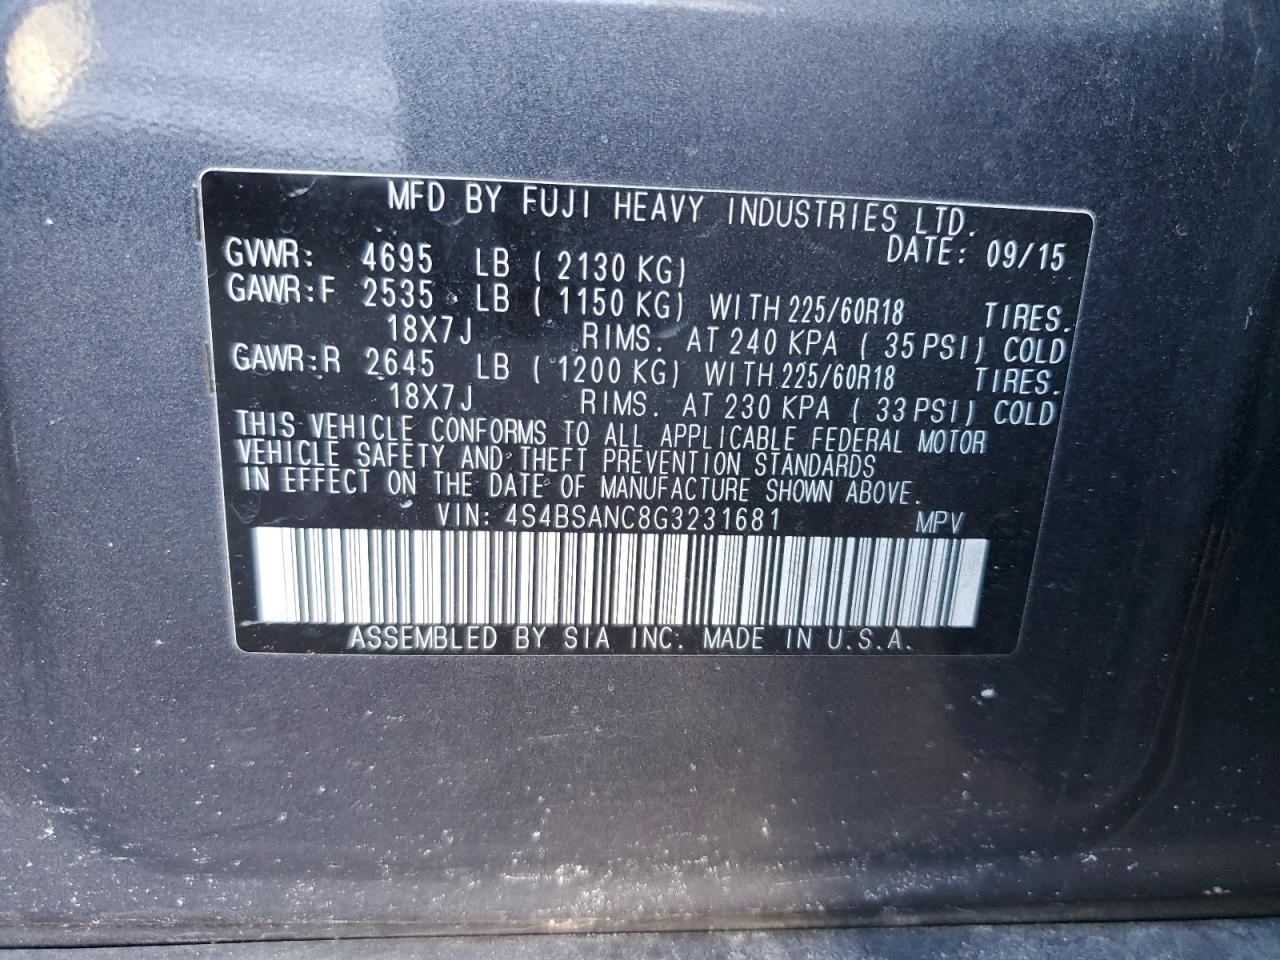 MFD BY FUJI HEAVY INDUSTRIES LTD.
DATE: 09/15
GVWR: 4695 LB ( 2130 KG)
GAWR:F 2535 LB ( 1150 KG) WITH 225/60R18 TIRES.
18X7J RIMS. AT 240 KPA ( 35 PSI) COLD
GAWR:R 2645 LB ( 1200 KG) WITH 225/60R18 TIRES.
18X7J RIMS. AT 230 KPA ( 33 PSI) COLD
THIS VEHICLE CONFORMS TO ALL APPLICABLE FEDERAL MOTOR
VEHICLE SAFETY AND THEFT PREVENTION STANDARDS
IN EFFECT ON THE DATE OF MANUFACTURE SHOWN ABOVE.
VIN: 4S4BSANC8G3231681 MPV
ASSEMBLED BY SIA INC. MADE IN U.S.A.